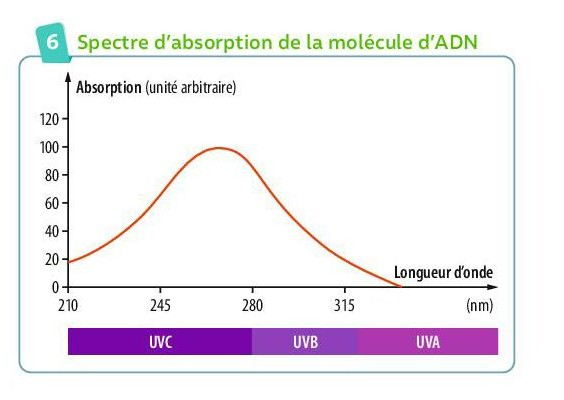 6 Spectre d'absorption de la molécule d'ADN
Absorption (unité arbitraire)
120
100
80
60
40
20
0
Longueur d'onde
210 245 280 315 (nm)
UVC UVB UVA